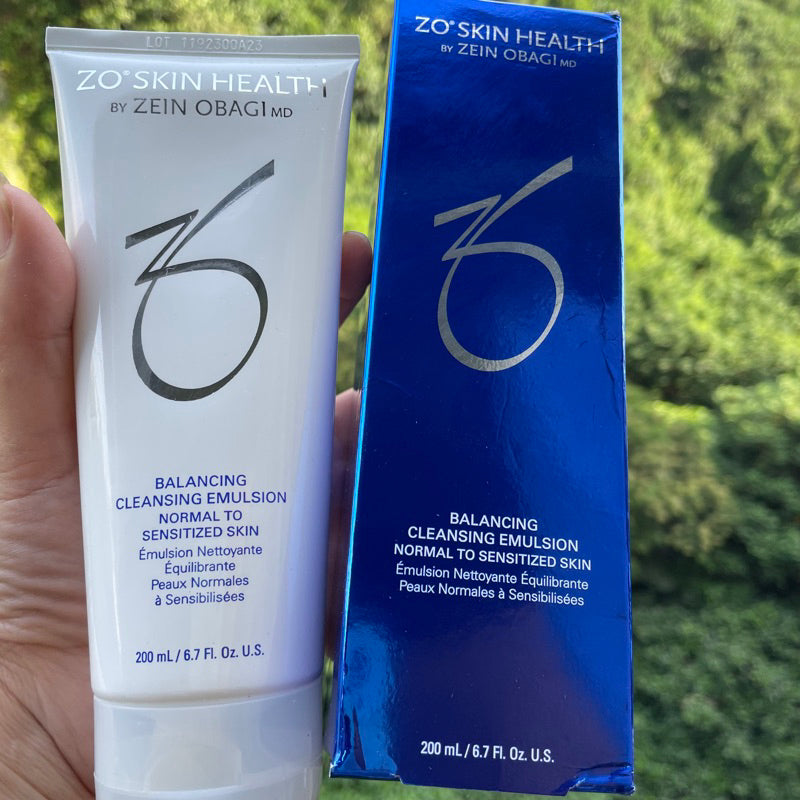 LOT 1192300A23
ZO® SKIN HEALTH
BY ZEIN OBAGI MD
BALANCING
CLEANSING EMULSION
NORMAL TO
SENSITIZED SKIN
Émulsion Nettoyante
Équilibrante
Peaux Normales
à Sensibilisées
200 mL / 6.7 Fl. Oz. U.S.
ZO® SKIN HEALTH
BY ZEIN OBAGI MD
BALANCING
CLEANSING EMULSION
NORMAL TO SENSITIZED SKIN
Émulsion Nettoyante Équilibrante
Peaux Normales à Sensibilisées
200 mL / 6.7 Fl. Oz. U.S.